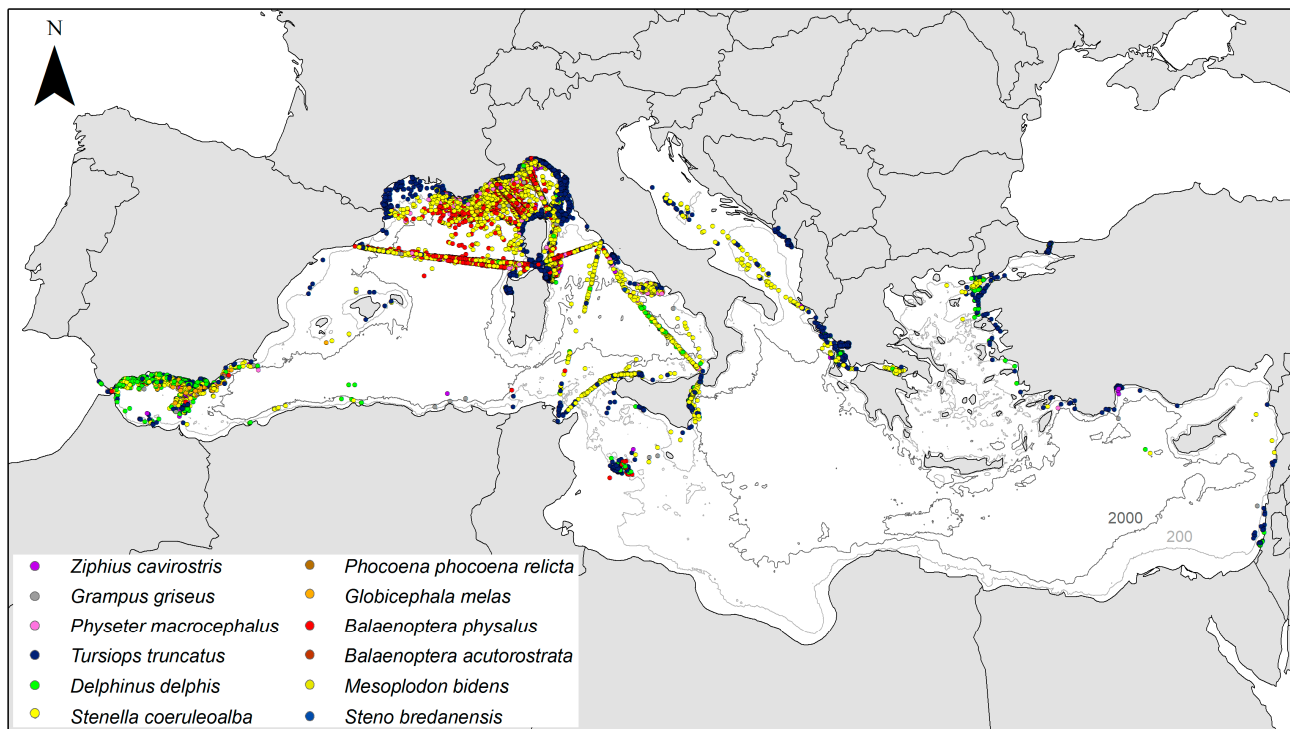 N
2000
200
Ziphius cavirostris
Grampus griseus
Physeter macrocephalus
Tursiops truncatus
Delphinus delphis
Stenella coeruleoalba
Phocoena phocoena relicta
Globicephala melas
Balaenoptera physalus
Balaenoptera acutorostrata
Mesoplodon bidens
Steno bredanensis